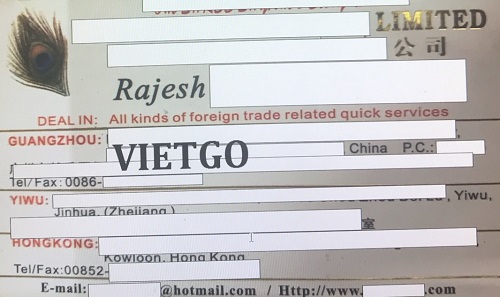 LIMITED
公司
Rajesh
DEAL IN: All kinds of foreign trade related quick services
GUANGZHOU:
VIETGO
China P.C.:
Tel/Fax:0086-
YIWU: , Yiwu,
Jinhua, (Zhejiang)
室
HONGKONG:
Kowloon, Hong Kong
Tel/Fax:00852-
E-mail: @hotmail.com / Http://www. .com